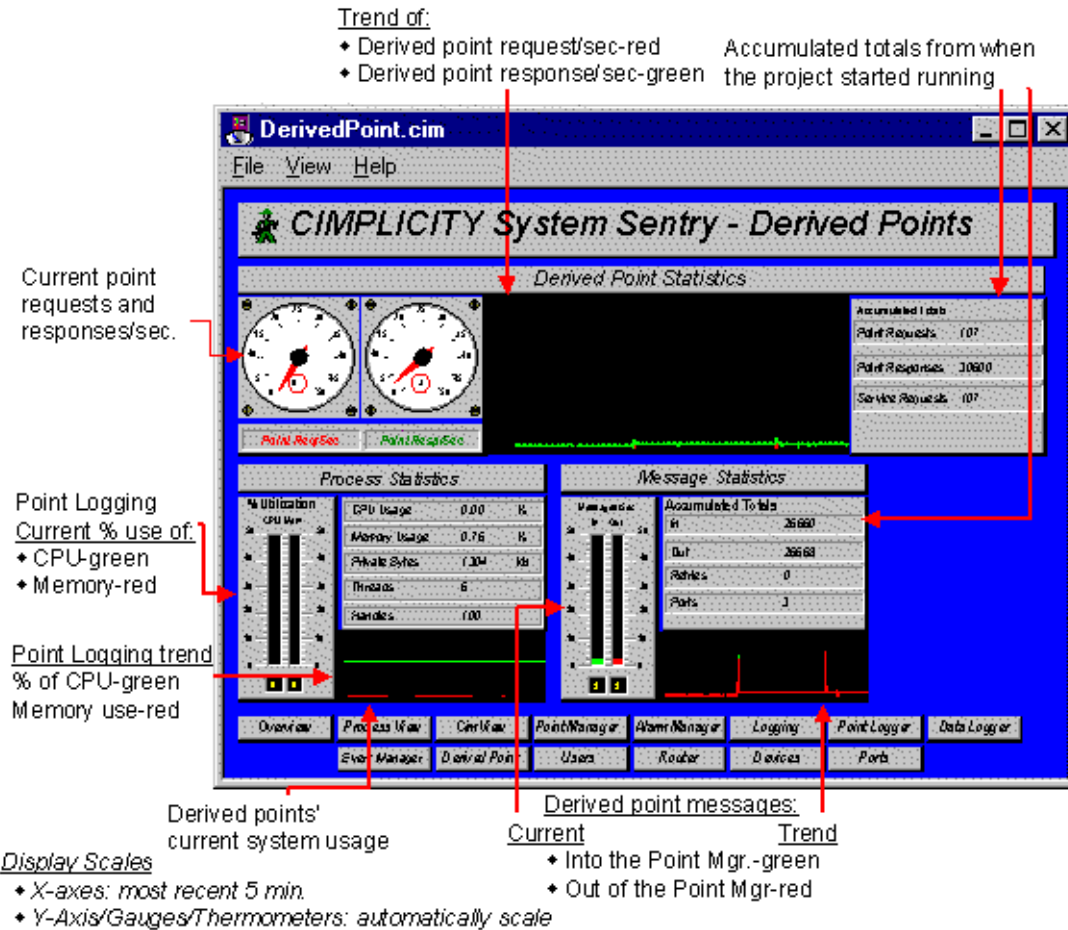 Trend of:
◆ Derived point request/sec-red
◆ Derived point response/sec-green
Accumulated totals from when
the project started running
DerivedPoint.cim
File View Help
CIMPLICITY System Sentry - Derived Points
Derived Point Statistics
Current point
requests and
responses/sec.
Accumulated Totals
Point Requests 107
Point Responses 30600
Service Requests 107
Point Req/Sec
Point Resp/Sec
Process Statistics
Message Statistics
Point Logging
Current % use of:
◆ CPU-green
◆ Memory-red
% Utilization
CPU Mem
CPU Usage 0.00 %
Memory Usage 0.76 %
Private Bytes
Threads 6
Handles 100
In Out
Accumulated Totals
In 26660
Out 26668
Retries 0
Ports 3
Point Logging trend
% of CPU-green
Memory use-red
Overview
Process View
CimView
Point Manager
Alarm Manager
Logging
Point Logger
Data Logger
Event Manager
Derived Point
Users
Router
Devices
Ports
Derived points'
current system usage
Derived point messages:
Current
Trend
◆ Into the Point Mgr.-green
◆ Out of the Point Mgr-red
Display Scales
◆ X-axes: most recent 5 min.
◆ Y-Axis/Gauges/Thermometers: automatically scale